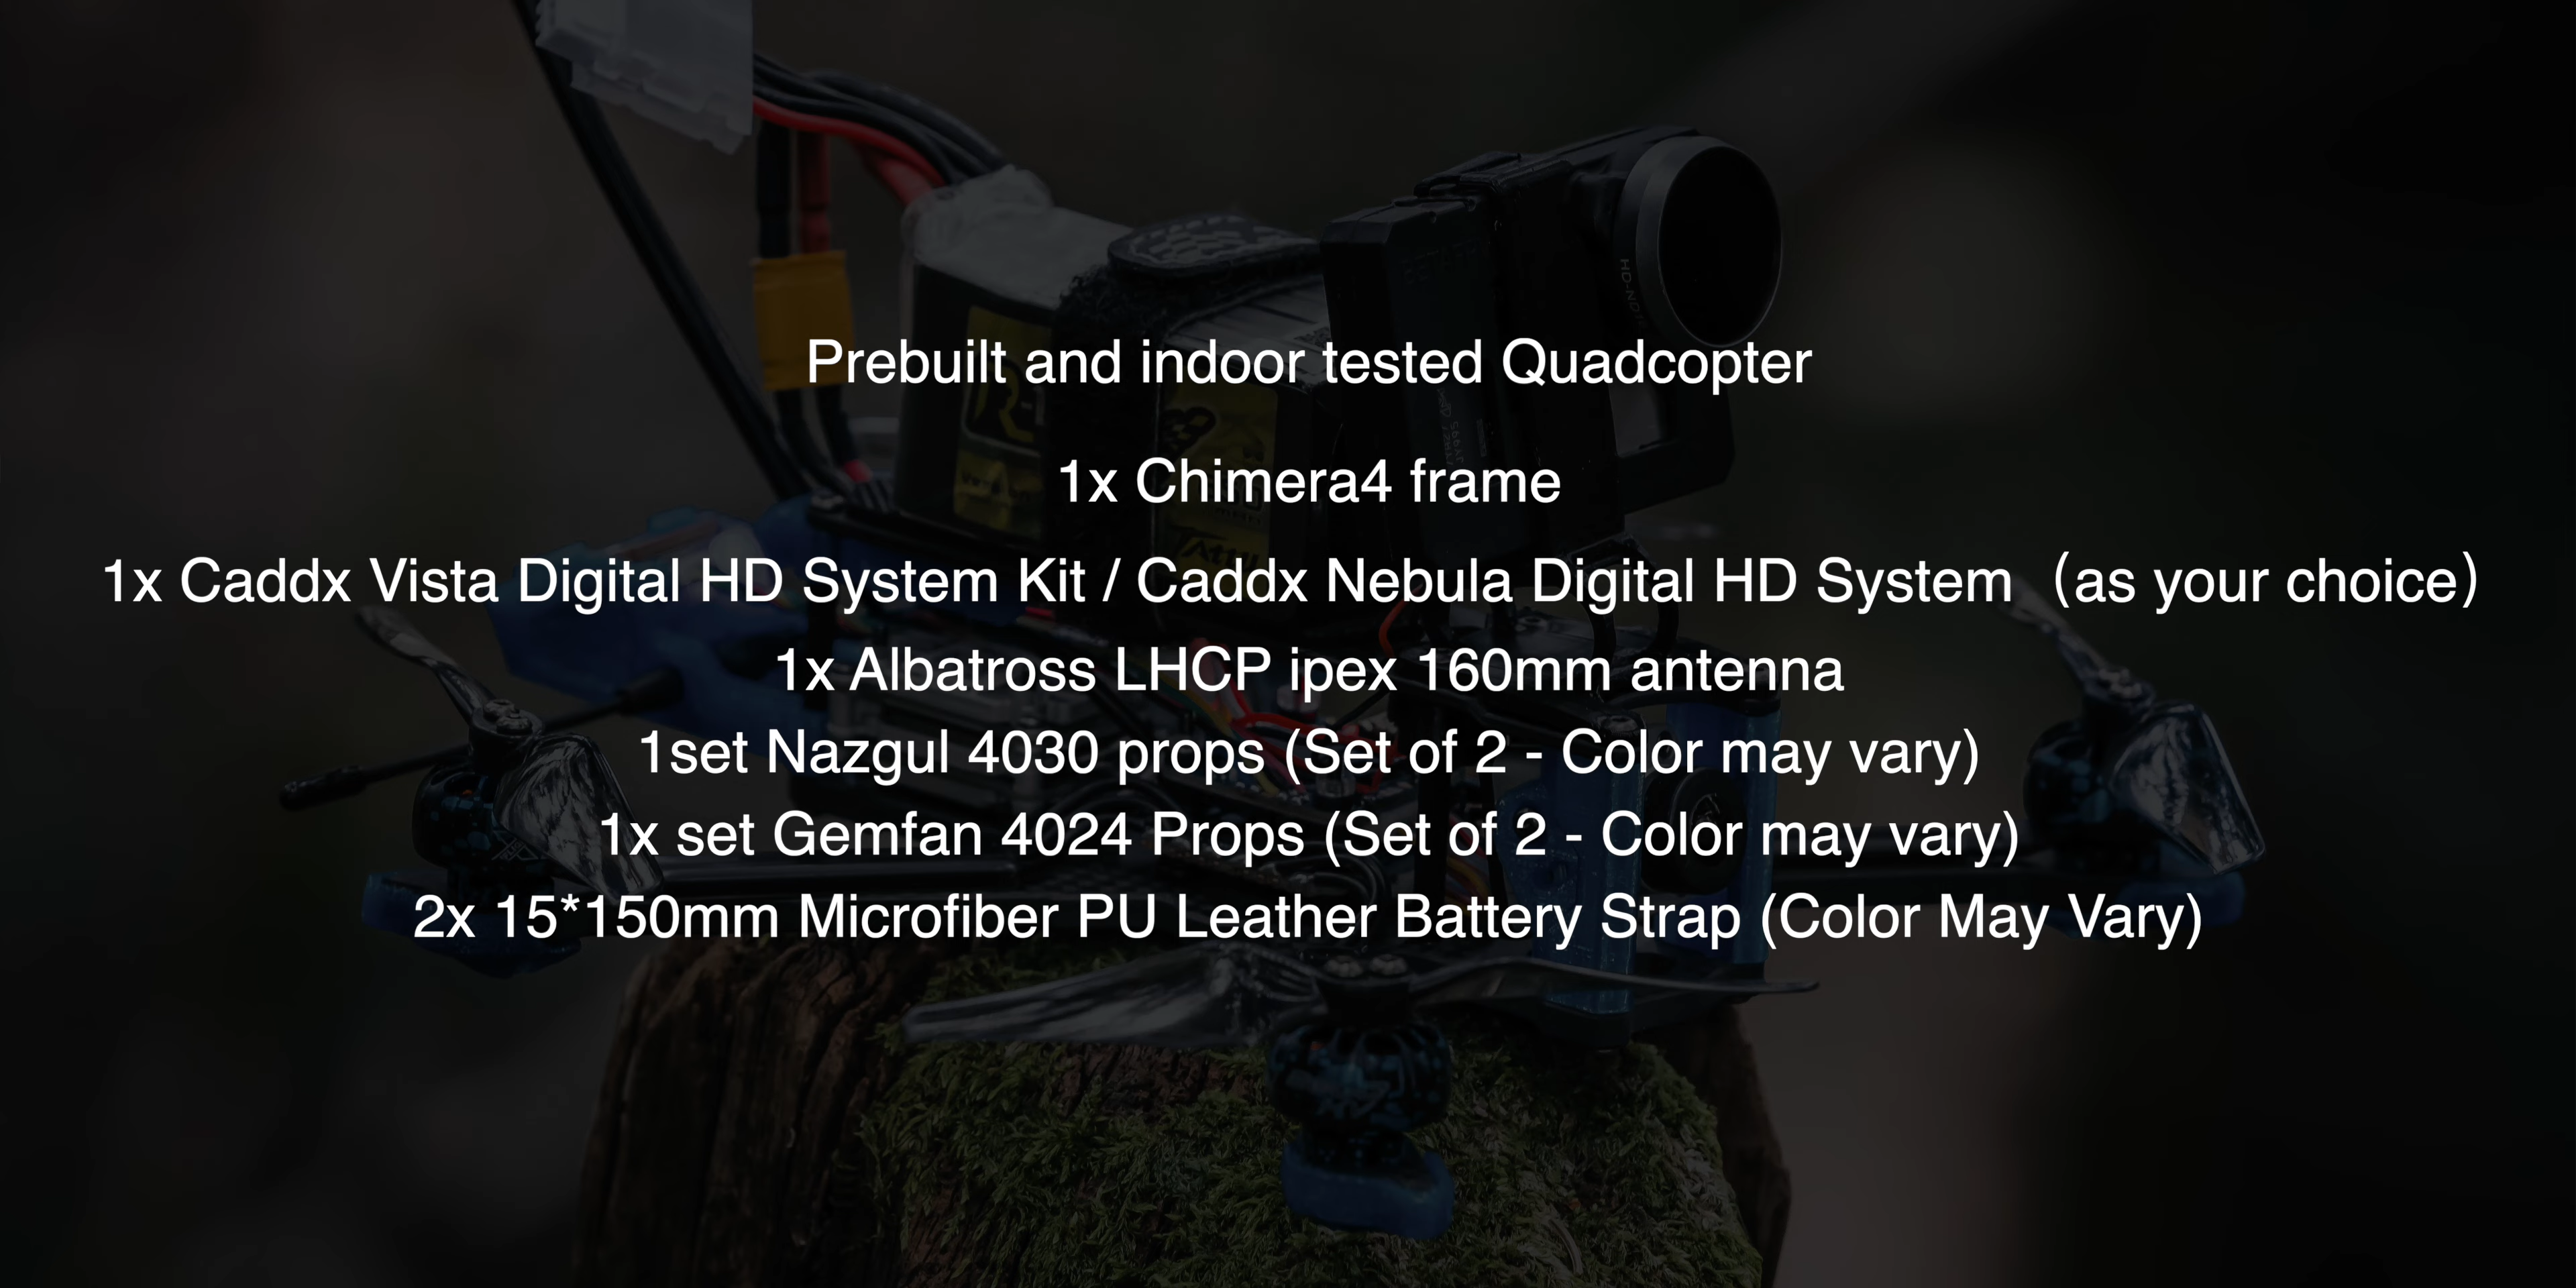 Prebuilt and indoor tested Quadcopter
1x Chimera4 frame
1x Caddx Vista Digital HD System Kit / Caddx Nebula Digital HD System（as your choice）
1x Albatross LHCP ipex 160mm antenna
1set Nazgul 4030 props (Set of 2 - Color may vary)
1x set Gemfan 4024 Props (Set of 2 - Color may vary)
2x 15*150mm Microfiber PU Leather Battery Strap (Color May Vary)